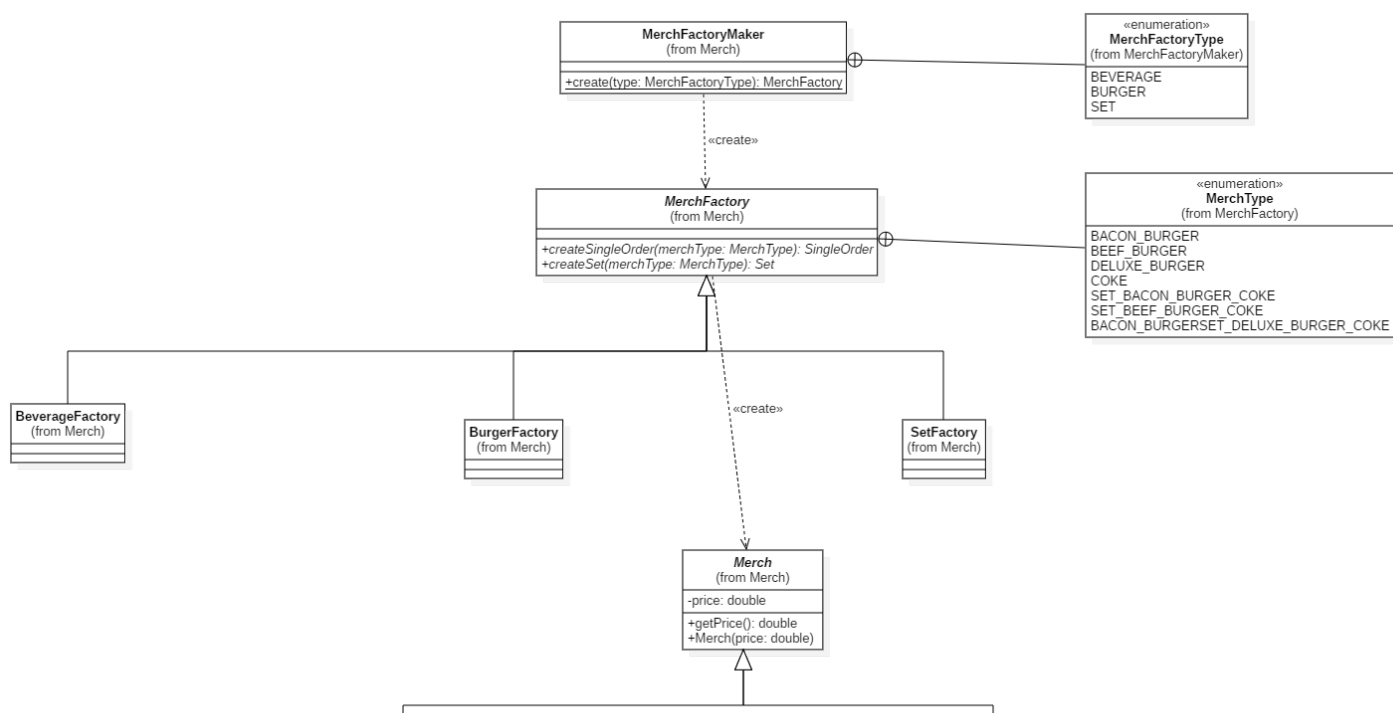 MerchFactoryMaker
(from Merch)
+create(type: MerchFactoryType): MerchFactory
«enumeration»
MerchFactoryType
(from MerchFactoryMaker)
BEVERAGE
BURGER
SET
«create»
MerchFactory
(from Merch)
+createSingleOrder(merchType: MerchType): SingleOrder
+createSet(merchType: MerchType): Set
«enumeration»
MerchType
(from MerchFactory)
BACON_BURGER
BEEF_BURGER
DELUXE_BURGER
COKE
SET_BACON_BURGER_COKE
SET_BEEF_BURGER_COKE
BACON_BURGERSET_DELUXE_BURGER_COKE
BeverageFactory
(from Merch)
BurgerFactory
(from Merch)
SetFactory
(from Merch)
«create»
Merch
(from Merch)
-price: double
+getPrice(): double
+Merch(price: double)